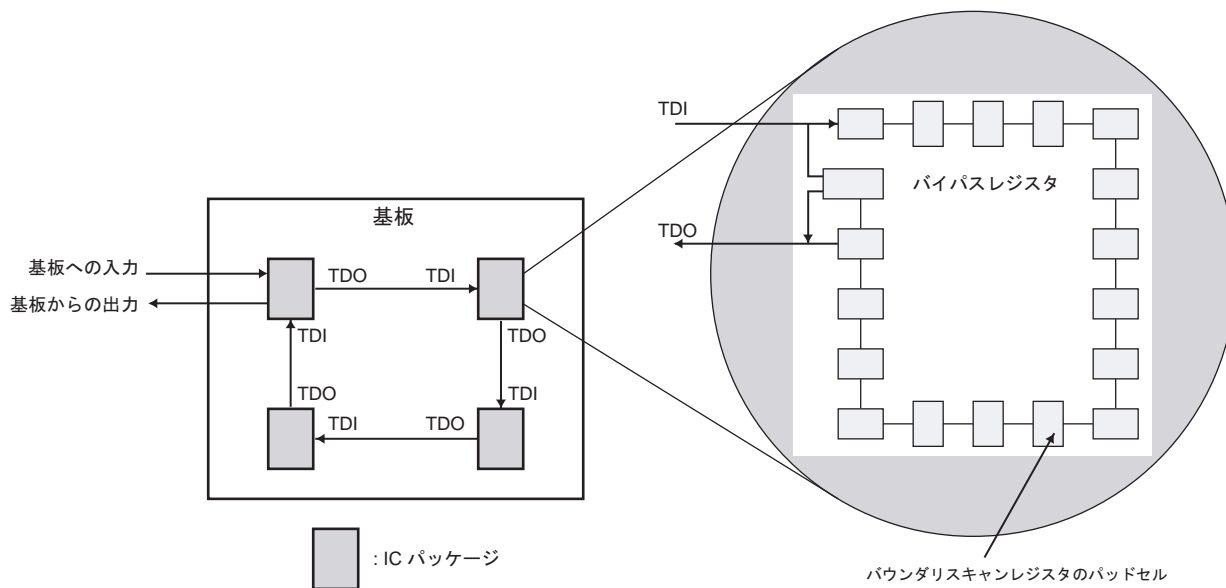 基板
基板への入力
基板からの出力
TDO
TDI
TDI
TDO
TDO
TDI
TDI
TDO
: IC パッケージ
TDI
バイパスレジスタ
TDO
バウンダリスキャンレジスタのパッドセル